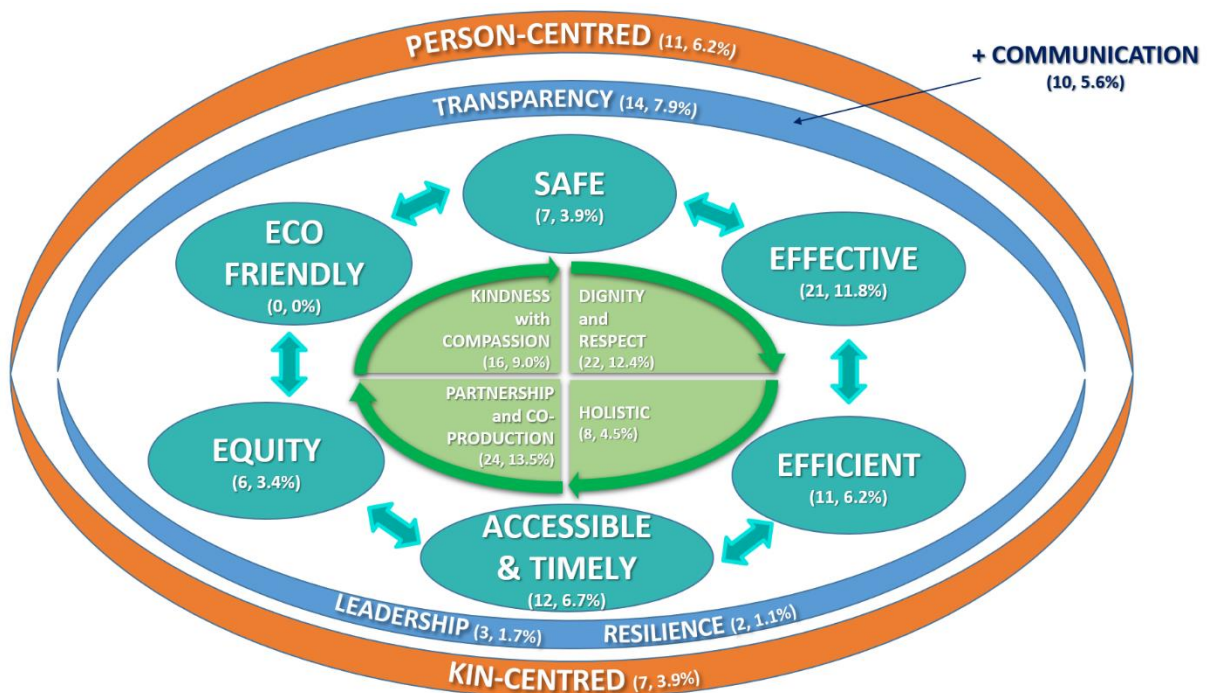 PERSON-CENTRED (11, 6.2%)
+ COMMUNICATION
(10, 5.6%)
TRANSPARENCY (14, 7.9%)
SAFE
(7, 3.9%)
ECO
FRIENDLY
(0, 0%)
EFFECTIVE
(21, 11.8%)
KINDNESS
with
COMPASSION
(16, 9.0%)
DIGNITY
and
RESPECT
(22, 12.4%)
PARTNERSHIP
and CO-
PRODUCTION
(24, 13.5%)
HOLISTIC
(8, 4.5%)
EQUITY
(6, 3.4%)
EFFICIENT
(11, 6.2%)
ACCESSIBLE
& TIMELY
(12, 6.7%)
LEADERSHIP (3, 1.7%)
RESILIENCE (2, 1.1%)
KIN-CENTRED (7, 3.9%)